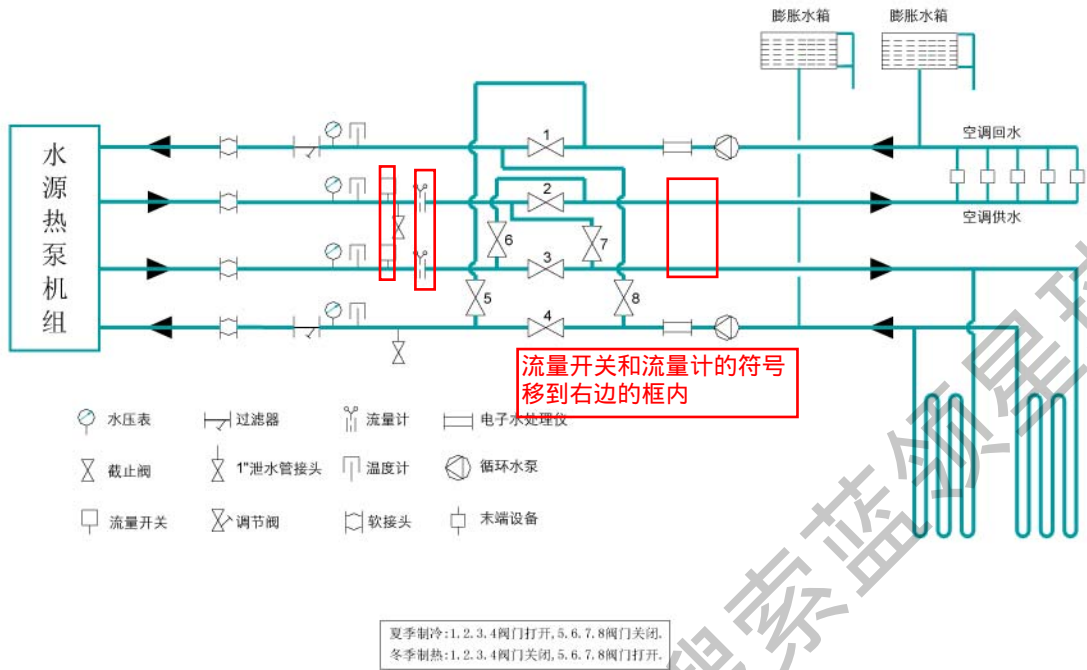 膨胀水箱
膨胀水箱
水源热泵机组
1
空调回水
2
空调供水
6
7
3
5
8
4
流量开关和流量计的符号
移到右边的框内
水压表
过滤器
流量计
电子水处理仪
截止阀
1"泄水管接头
温度计
循环水泵
流量开关
调节阀
软接头
末端设备
夏季制冷:1.2.3.4阀门打开,5.6.7.8阀门关闭.
冬季制热:1.2.3.4阀门关闭,5.6.7.8阀门打开.
搜索蓝领星球